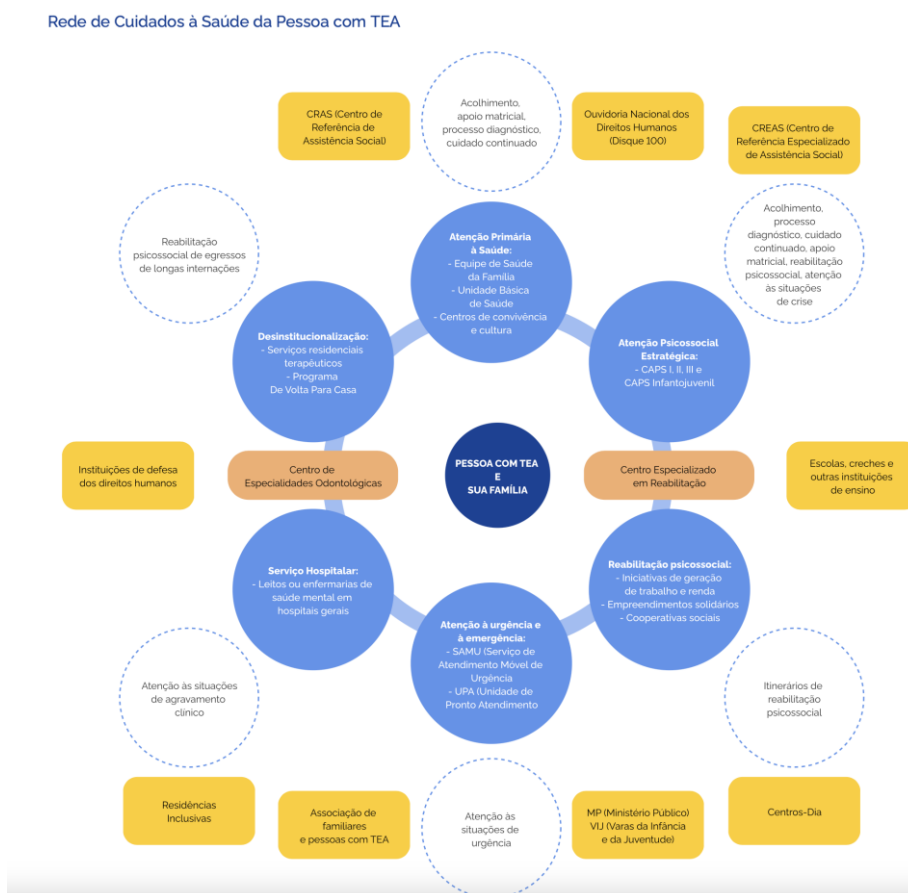 Rede de Cuidados à Saúde da Pessoa com TEA
CRAS (Centro de
Referência de
Assistência Social)
Acolhimento,
apoio matricial,
processo diagnóstico,
cuidado continuado
Ouvidoria Nacional dos
Direitos Humanos
(Disque 100)
CREAS (Centro de
Referência Especializado
de Assistência Social)
Reabilitação
psicossocial de egressos
de longas internações
Atenção Primária
à Saúde:
- Equipe de Saúde
da Família
- Unidade Básica
de Saúde
- Centros de convivência
e cultura
Acolhimento,
processo
diagnóstico, cuidado
continuado, apoio
matricial, reabilitação
psicossocial, atenção
às situações
de crise
Desinstitucionalização:
- Serviços residenciais
terapêuticos
- Programa
De Volta Para Casa
Atenção Psicossocial
Estratégica:
- CAPS I, II, III e
CAPS Infantojuvenil
Instituições de defesa
dos direitos humanos
Centro de
Especialidades Odontológicas
PESSOA COM TEA
E
SUA FAMÍLIA
Centro Especializado
em Reabilitação
Escolas, creches e
outras instituições
de ensino
Serviço Hospitalar:
- Leitos ou enfermarias de
saúde mental em
hospitais gerais
Atenção à urgência e
à emergência:
- SAMU (Serviço de
Atendimento Móvel de
Urgência
- UPA (Unidade de
Pronto Atendimento
Reabilitação psicossocial:
- Iniciativas de geração
de trabalho e renda
- Empreendimentos solidários
- Cooperativas sociais
Atenção às situações
de agravamento
clínico
Itinerários de
reabilitação
psicossocial
Residências
Inclusivas
Associação de
familiares
e pessoas com TEA
Atenção às
situações de
urgência
MP (Ministério Público)
VIJ (Varas da Infância
e da Juventude)
Centros-Dia